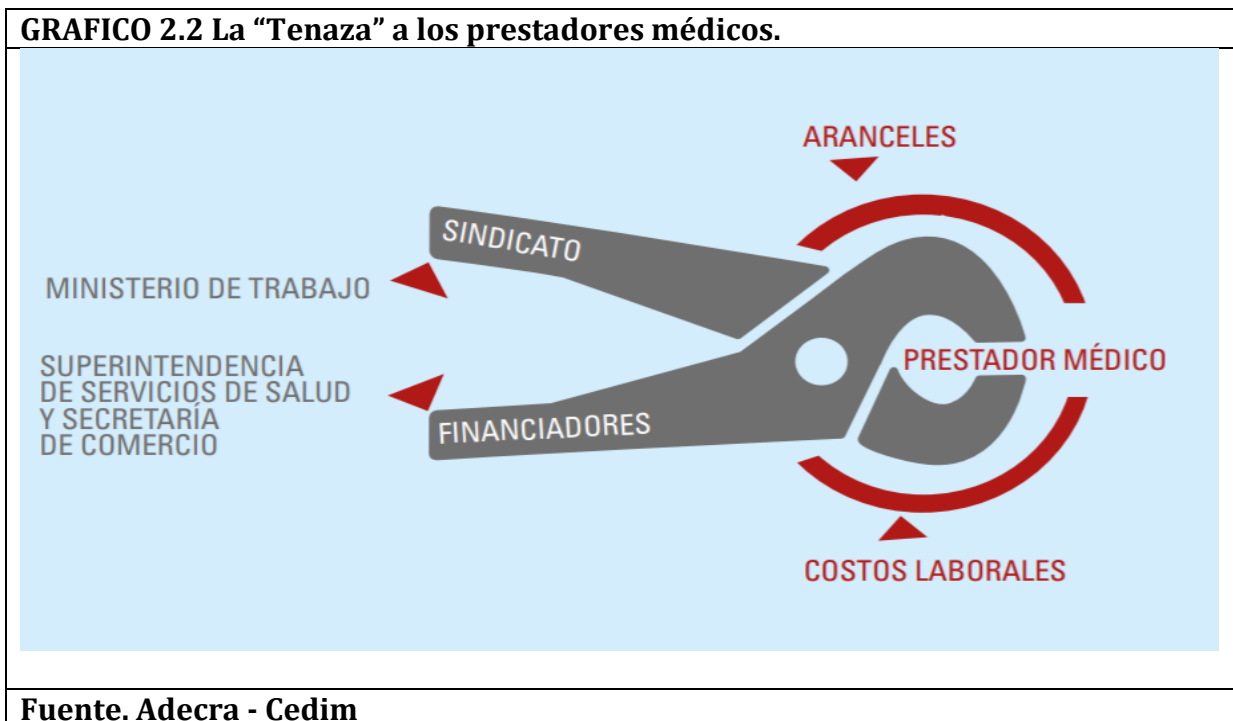 GRAFICO 2.2 La “Tenaza” a los prestadores médicos.
ARANCELES
SINDICATO
MINISTERIO DE TRABAJO
PRESTADOR MÉDICO
SUPERINTENDENCIA
DE SERVICIOS DE SALUD
Y SECRETARÍA
DE COMERCIO
FINANCIADORES
COSTOS LABORALES
Fuente. Adecra - Cedim